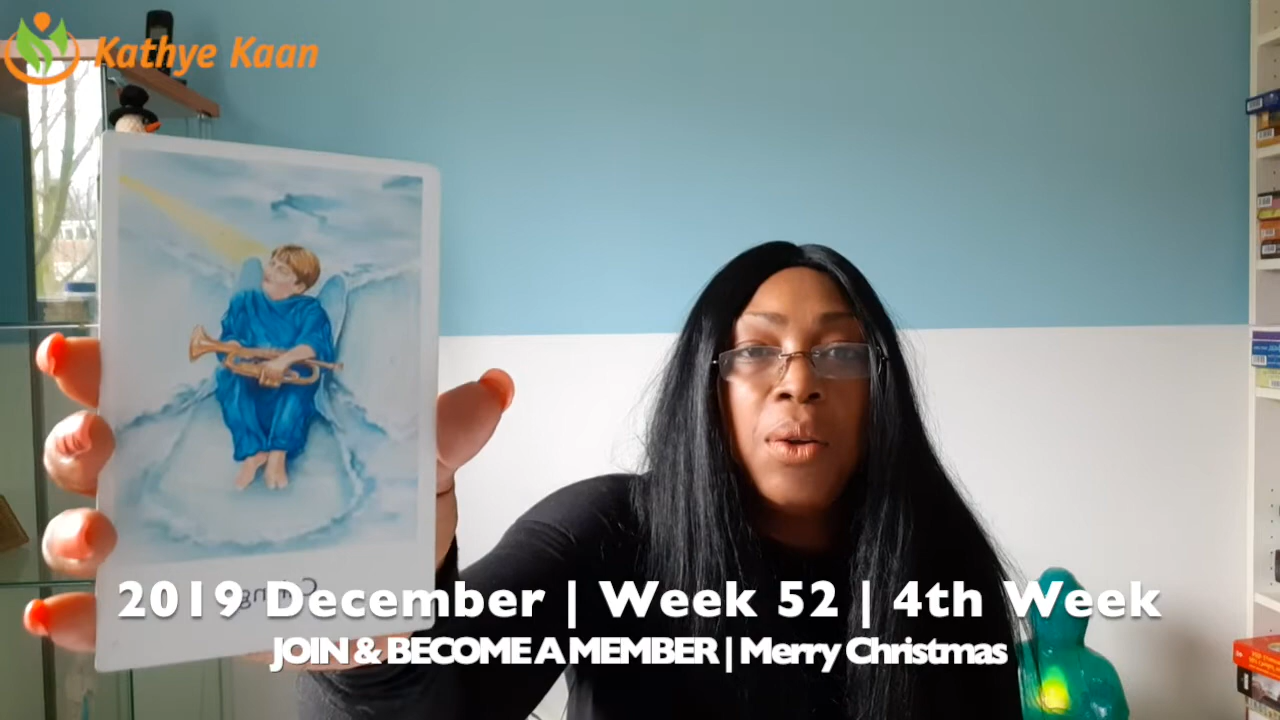 Kathye Kaan
2019 December | Week 52 | 4th Week
JOIN & BECOME A MEMBER | Merry Christmas